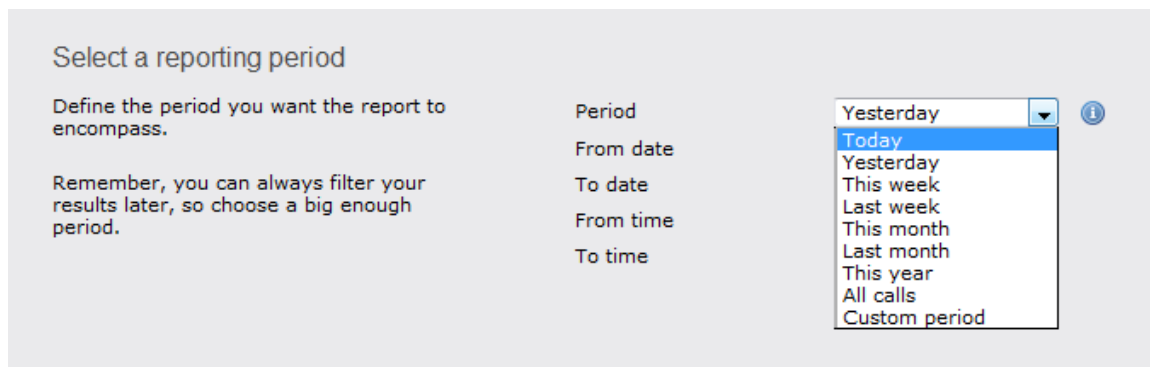 Select a reporting period
Define the period you want the report to
encompass.
Remember, you can always filter your
results later, so choose a big enough
period.
Period
From date
To date
From time
To time
Yesterday
Today
Yesterday
This week
Last week
This month
Last month
This year
All calls
Custom period